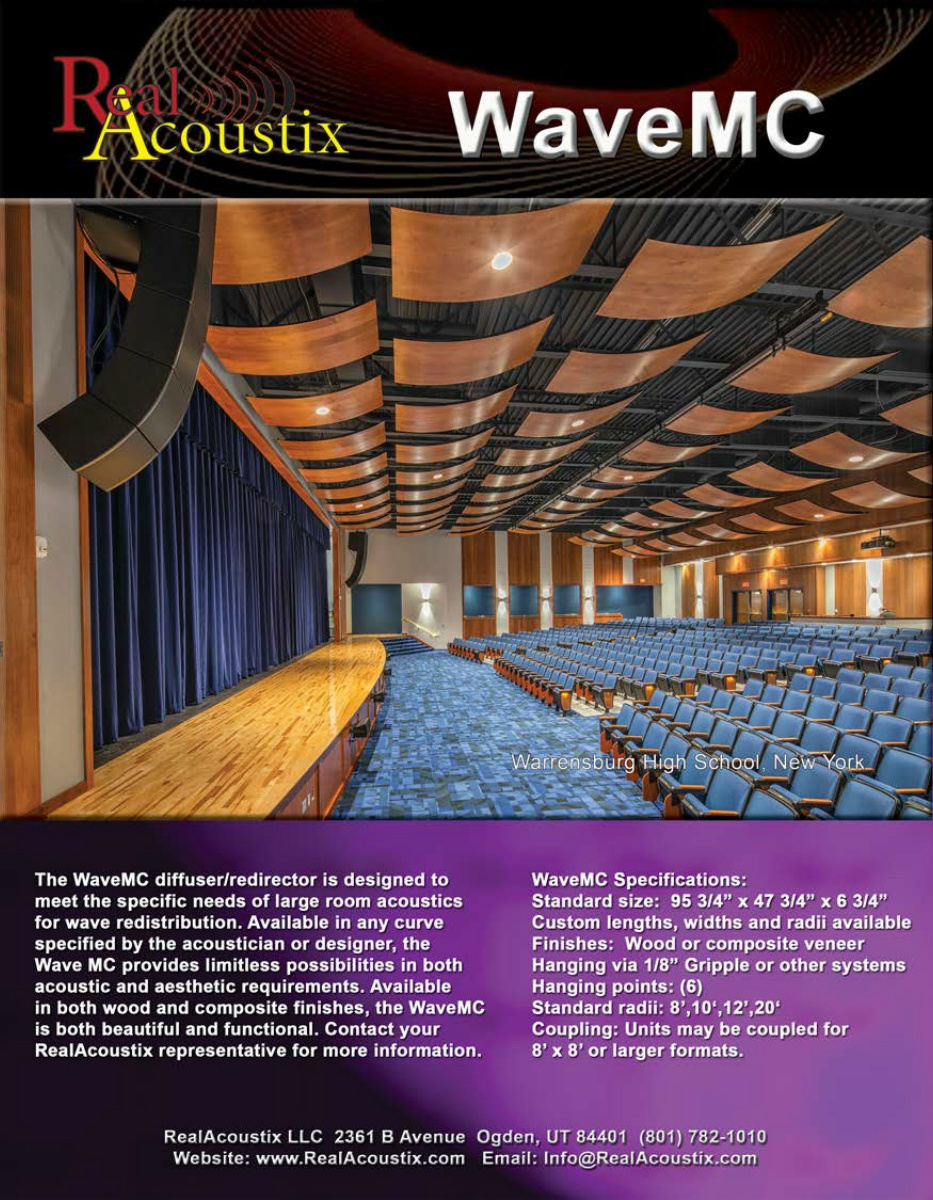 Real
Acoustix
WaveMC
Warrensburg High School, New York
The WaveMC diffuser/redirector is designed to
meet the specific needs of large room acoustics
for wave redistribution. Available in any curve
specified by the acoustician or designer, the
Wave MC provides limitless possibilities in both
acoustic and aesthetic requirements. Available
in both wood and composite finishes, the WaveMC
is both beautiful and functional. Contact your
RealAcoustix representative for more information.
WaveMC Specifications:
Standard size:  95 3/4” x 47 3/4” x 6 3/4”
Custom lengths, widths and radii available
Finishes:  Wood or composite veneer
Hanging via 1/8” Gripple or other systems
Hanging points: (6)
Standard radii: 8’,10‘,12’,20‘
Coupling: Units may be coupled for
8’ x 8’ or larger formats.
RealAcoustix LLC  2361 B Avenue  Ogden, UT 84401  (801) 782-1010
Website: www.RealAcoustix.com  Email: Info@RealAcoustix.com